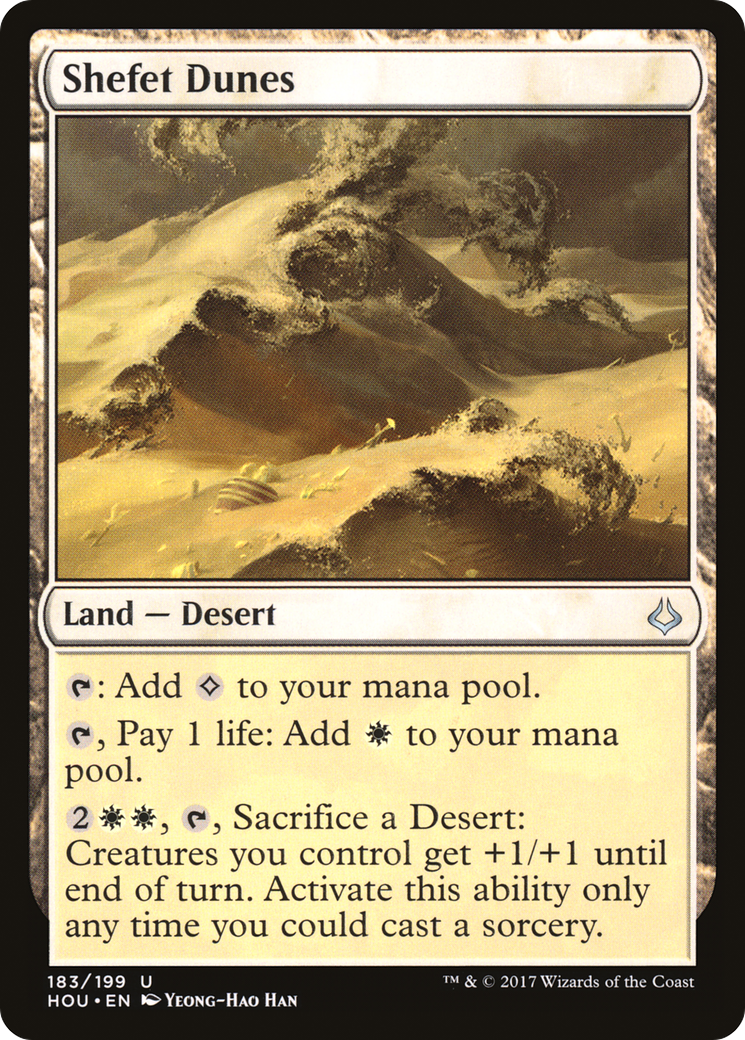 Shefet Dunes
Land — Desert
: Add to your mana pool.
, Pay 1 life: Add to your mana
pool.
2 , , Sacrifice a Desert:
Creatures you control get +1/+1 until
end of turn. Activate this ability only
any time you could cast a sorcery.
183/199 U
HOU • EN Yeong-Hao Han
™ & © 2017 Wizards of the Coast